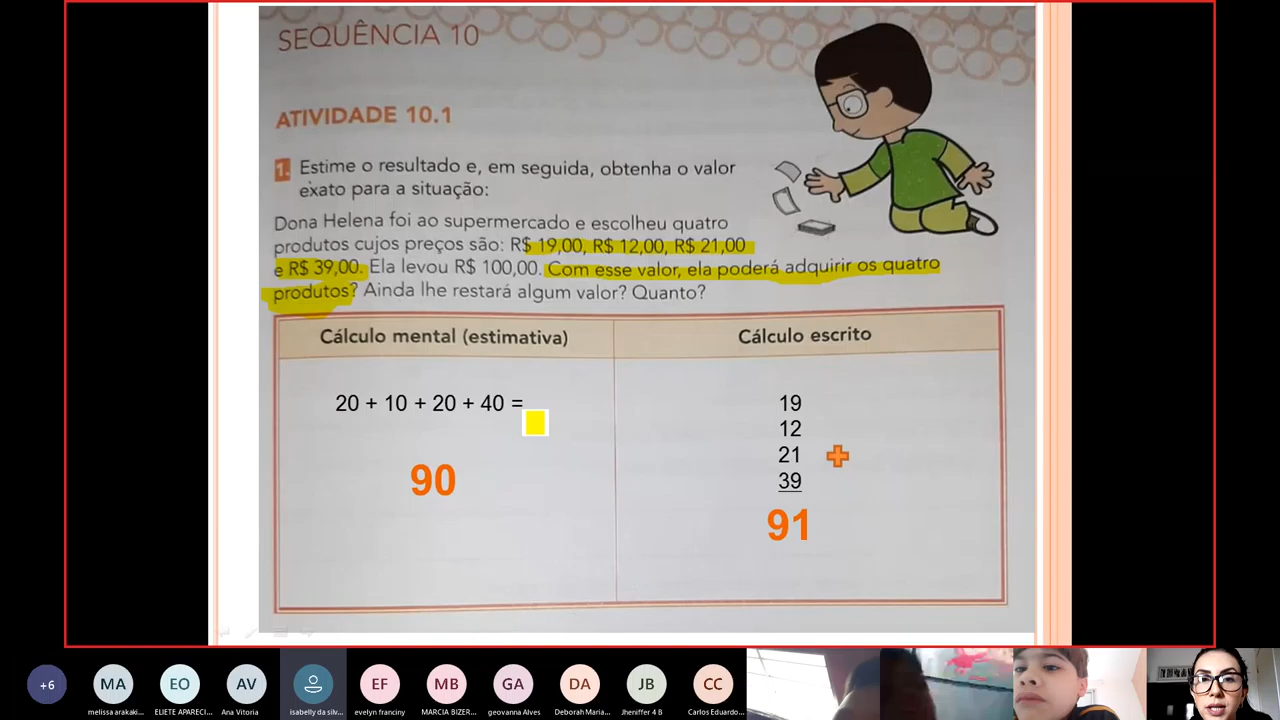 SEQUÊNCIA 10
ATIVIDADE 10.1
1. Estime o resultado e, em seguida, obtenha o valor
exato para a situação:
Dona Helena foi ao supermercado e escolheu quatro
produtos cujos preços são: R$ 19,00, R$ 12,00, R$ 21,00
e R$ 39,00. Ela levou R$ 100,00. Com esse valor, ela poderá adquirir os quatro
produtos? Ainda lhe restará algum valor? Quanto?
Cálculo mental (estimativa)
Cálculo escrito
20 + 10 + 20 + 40 =
90
19
12
21
39
91
+6
MA
EO
AV
EF
MB
GA
DA
JB
CC
melissa arakaki...
ELIETE APARECI...
Ana Vitoria
isabelly da silv...
evelyn franciny
MARCIA BIZER...
geovanna Alves
Deborah Maria...
Jheniffer 4 B
Carlos Eduardo...